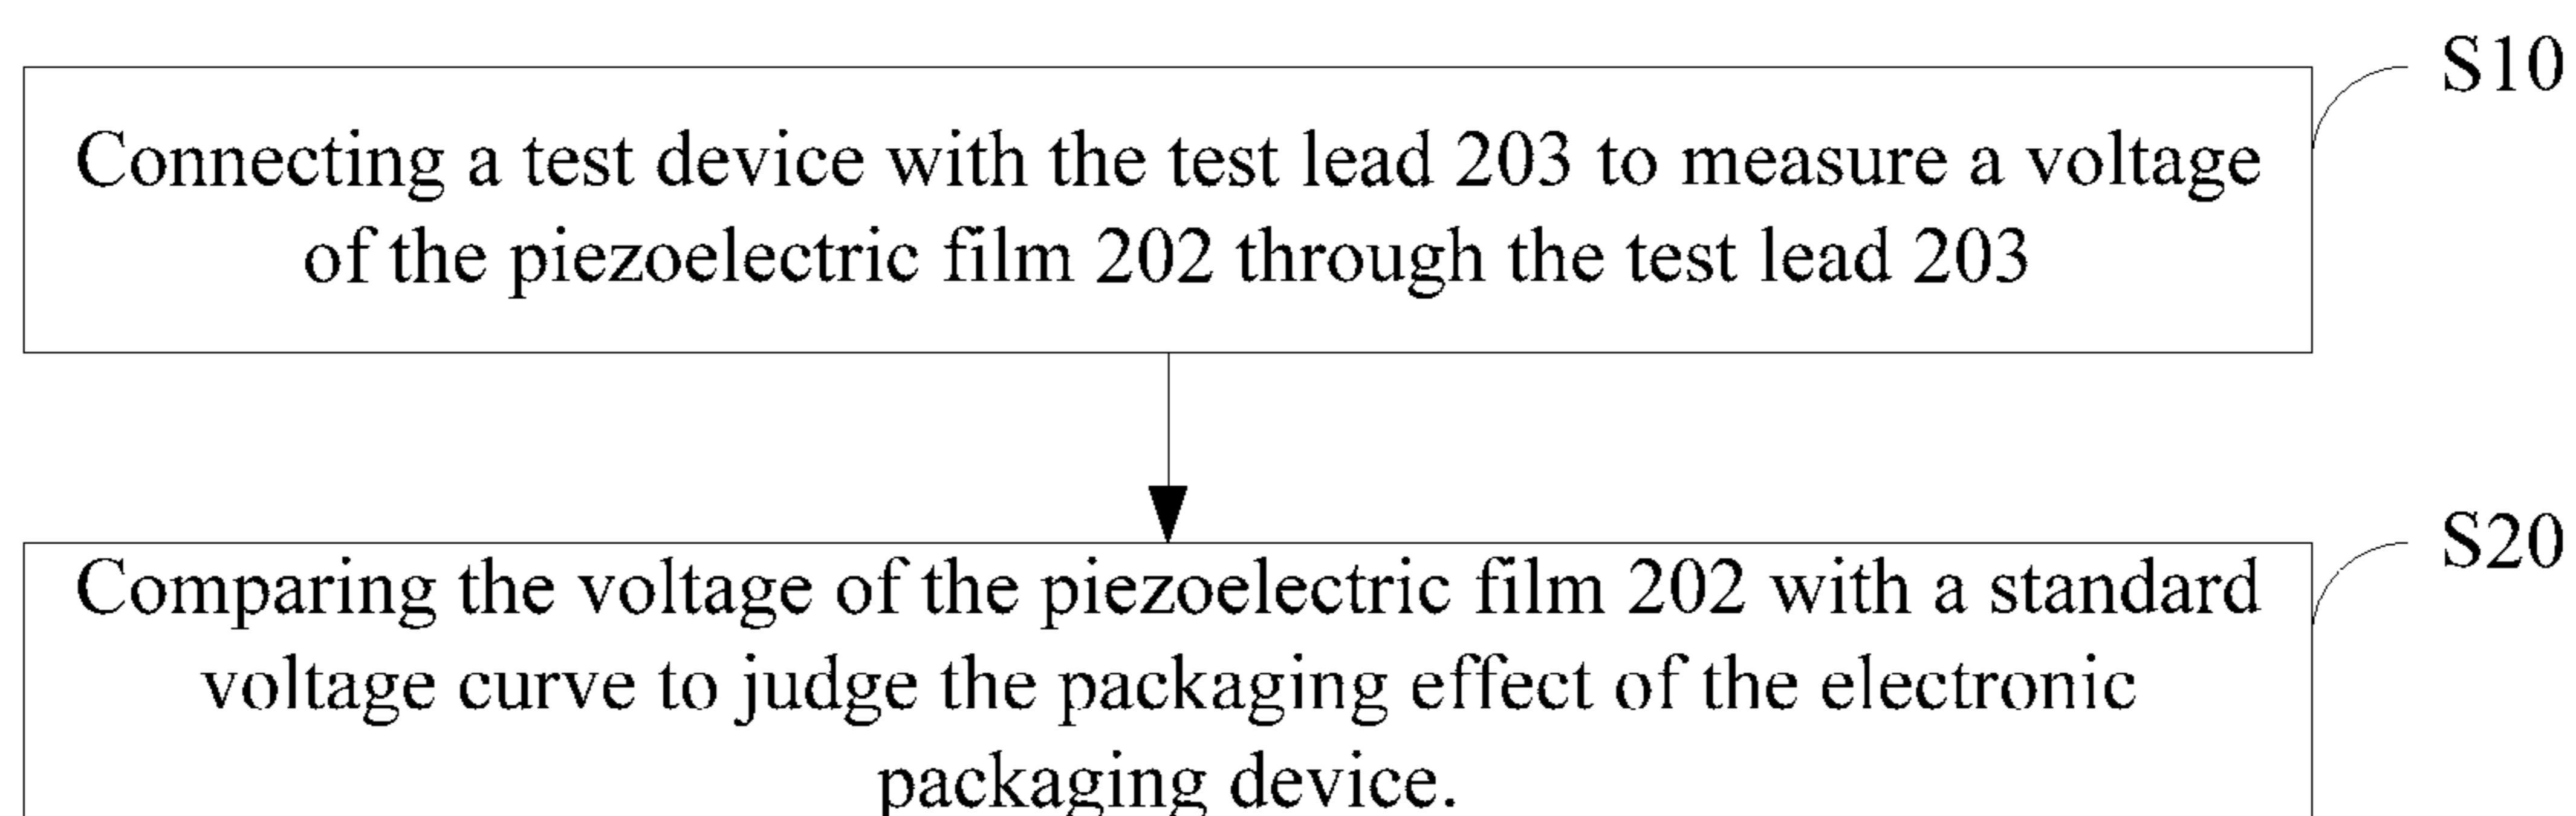 S10
Connecting a test device with the test lead 203 to measure a voltage
of the piezoelectric film 202 through the test lead 203
S20
Comparing the voltage of the piezoelectric film 202 with a standard
voltage curve to judge the packaging effect of the electronic
packaging device.